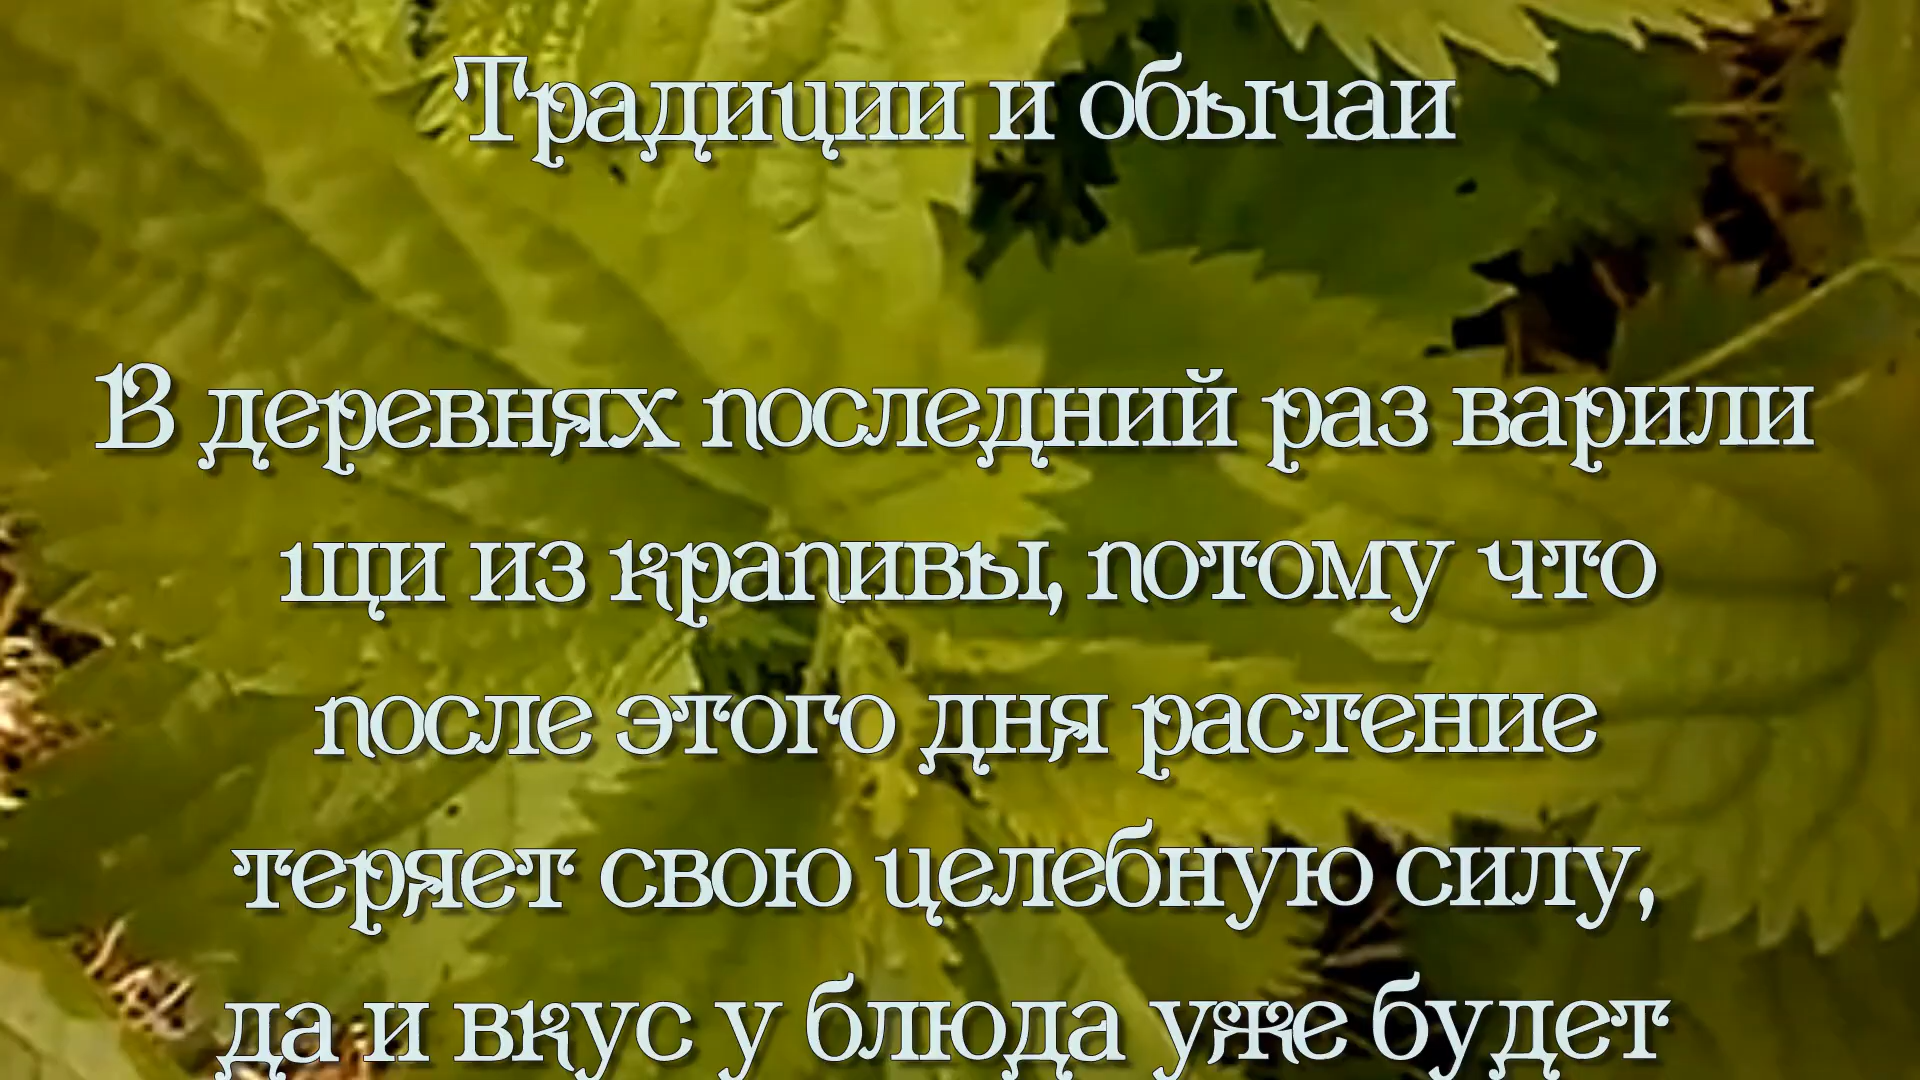 Традиции и обычаи
В деревнях последний раз варили
щи из крапивы, потому что
после этого дня растение
теряет свою целебную силу,
да и вкус у блюда уже будет